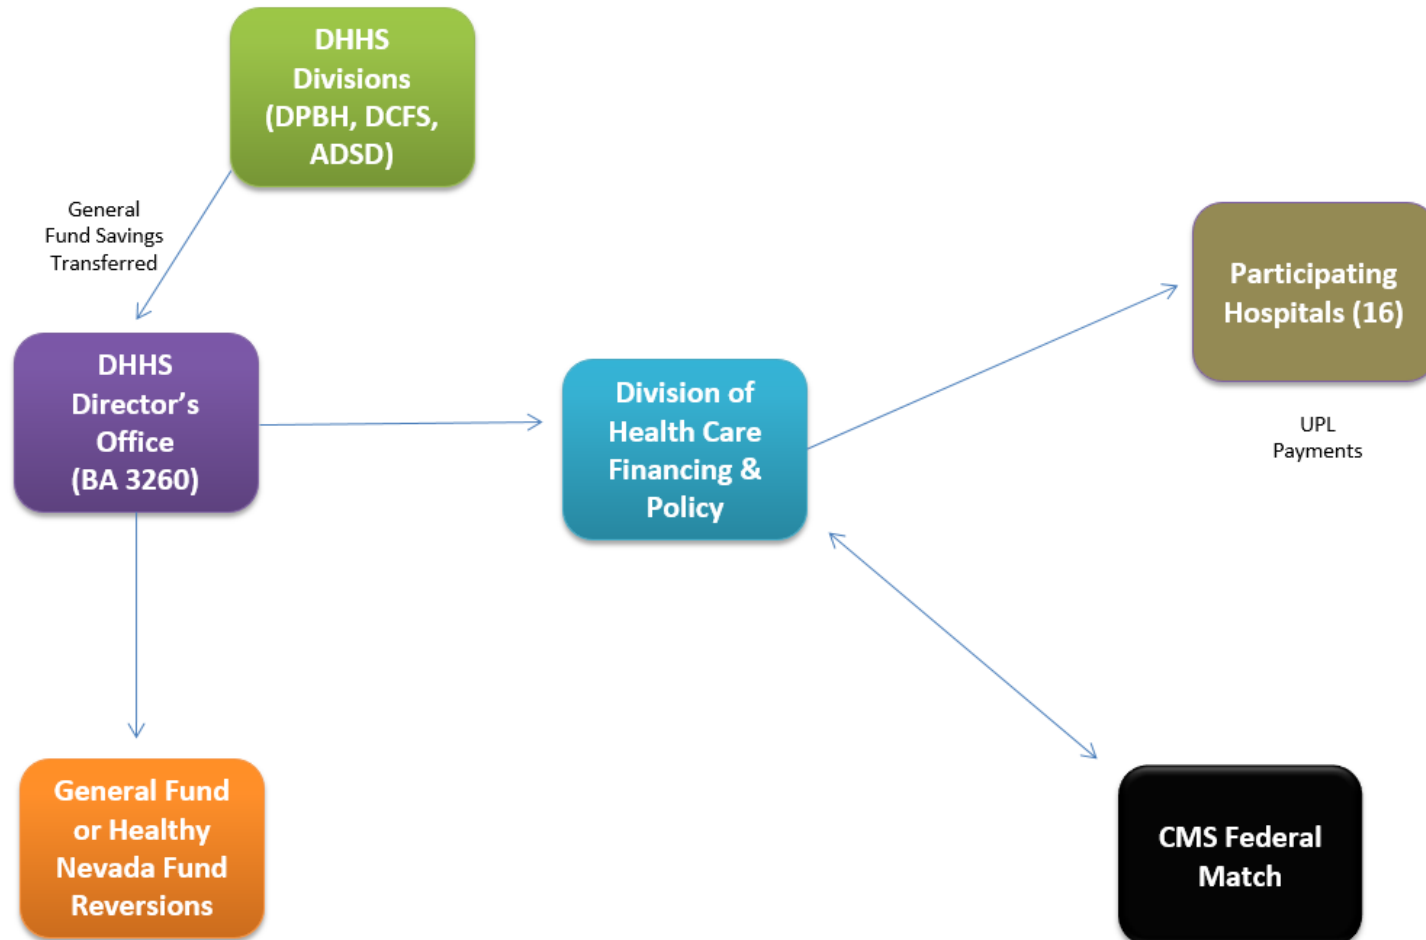 DHHS
Divisions
(DPBH, DCFS,
ADSD)
General
Fund Savings
Transferred
DHHS
Director’s
Office
(BA 3260)
Division of
Health Care
Financing &
Policy
Participating
Hospitals (16)
UPL
Payments
General Fund
or Healthy
Nevada Fund
Reversions
CMS Federal
Match